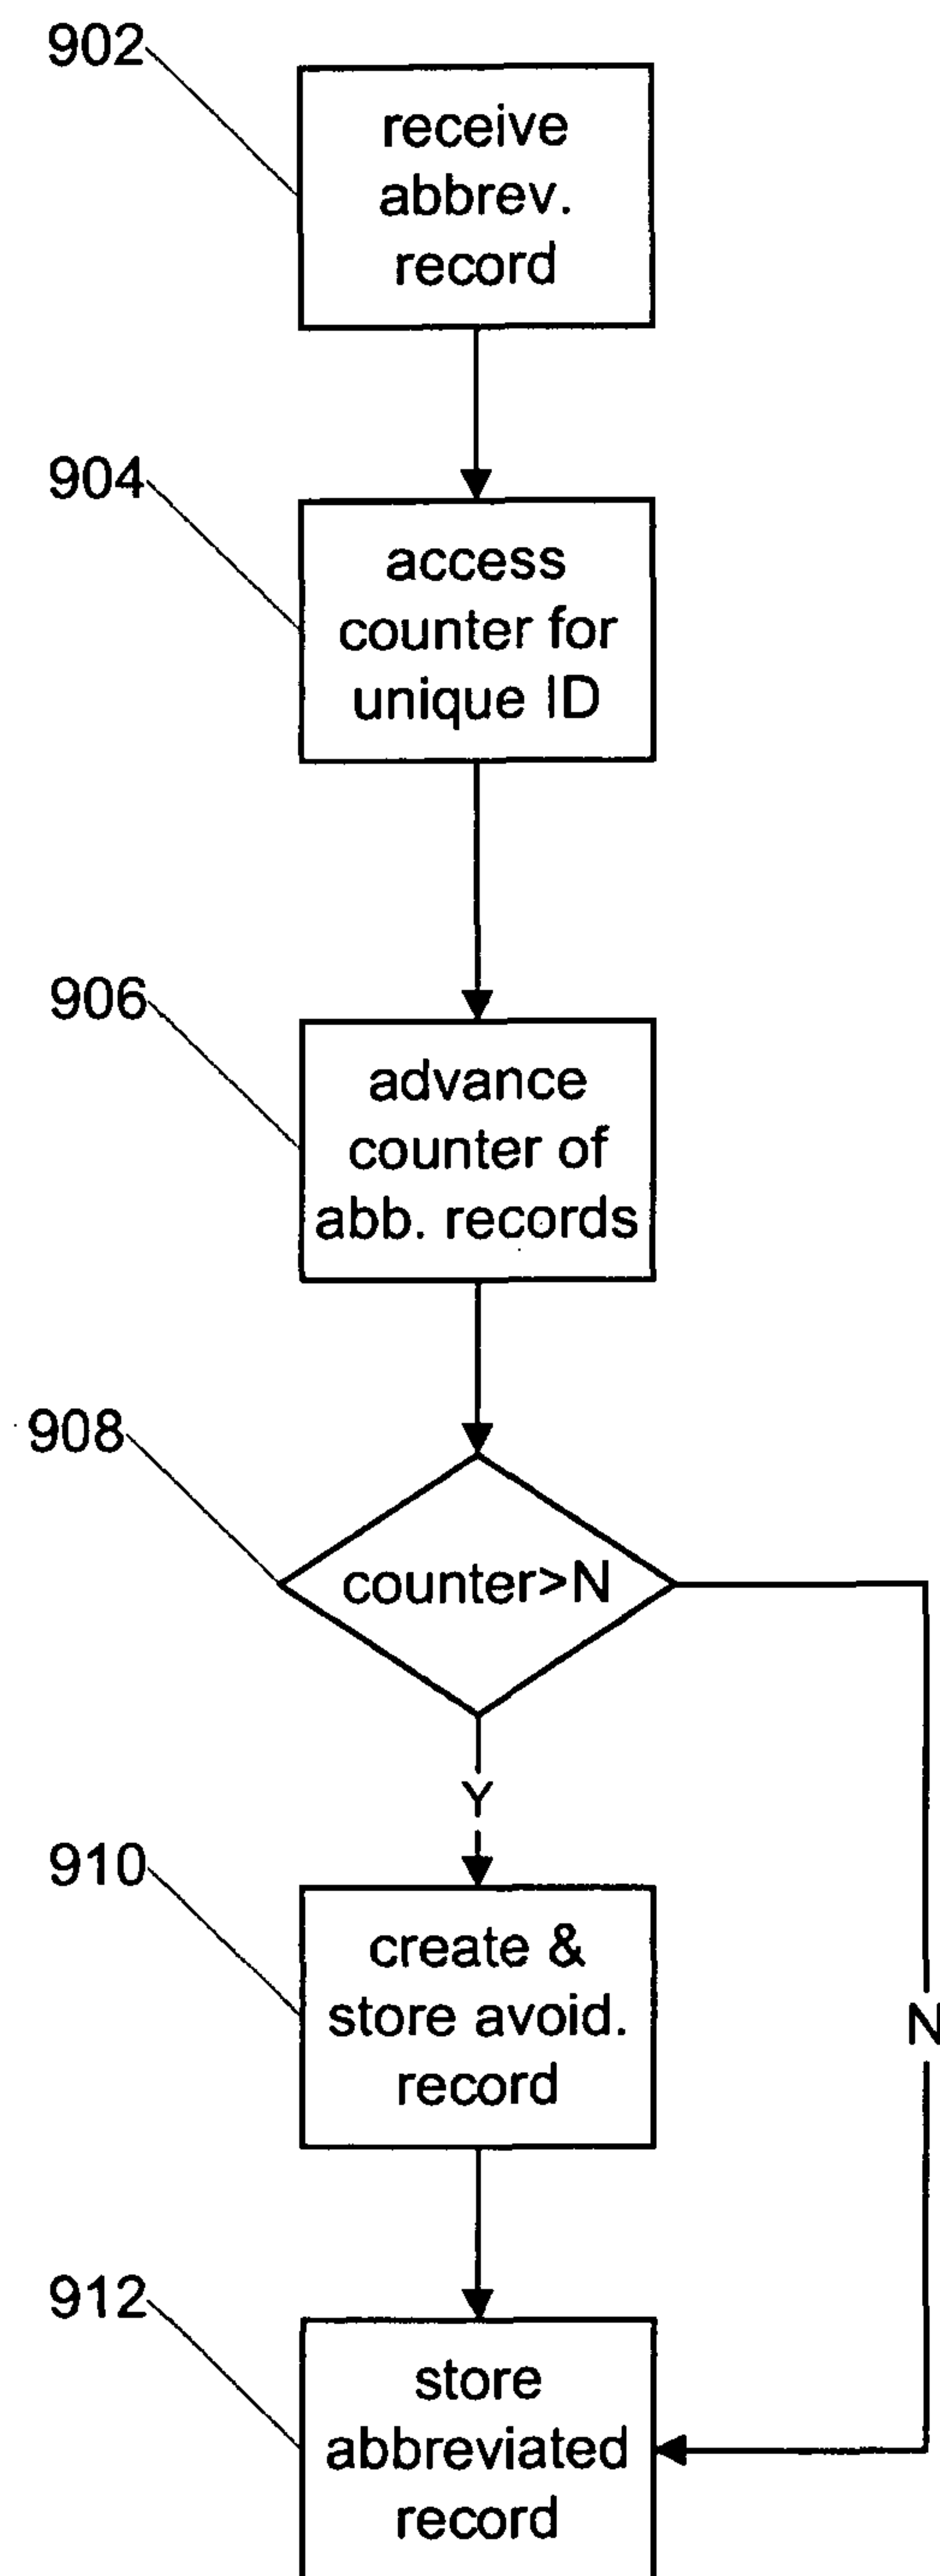 902
receive
abbrev.
record
904
access
counter for
unique ID
906
advance
counter of
abb. records
908
counter>N
Y
910
create &
store avoid.
record
N
912
store
abbreviated
record